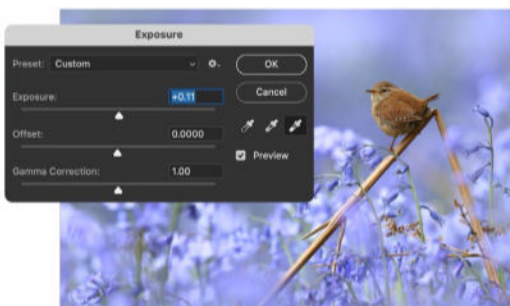 Exposure
Preset: Custom
OK
Exposure: +0.11
Cancel
Offset: 0.0000
Preview
Gamma Correction: 1.00